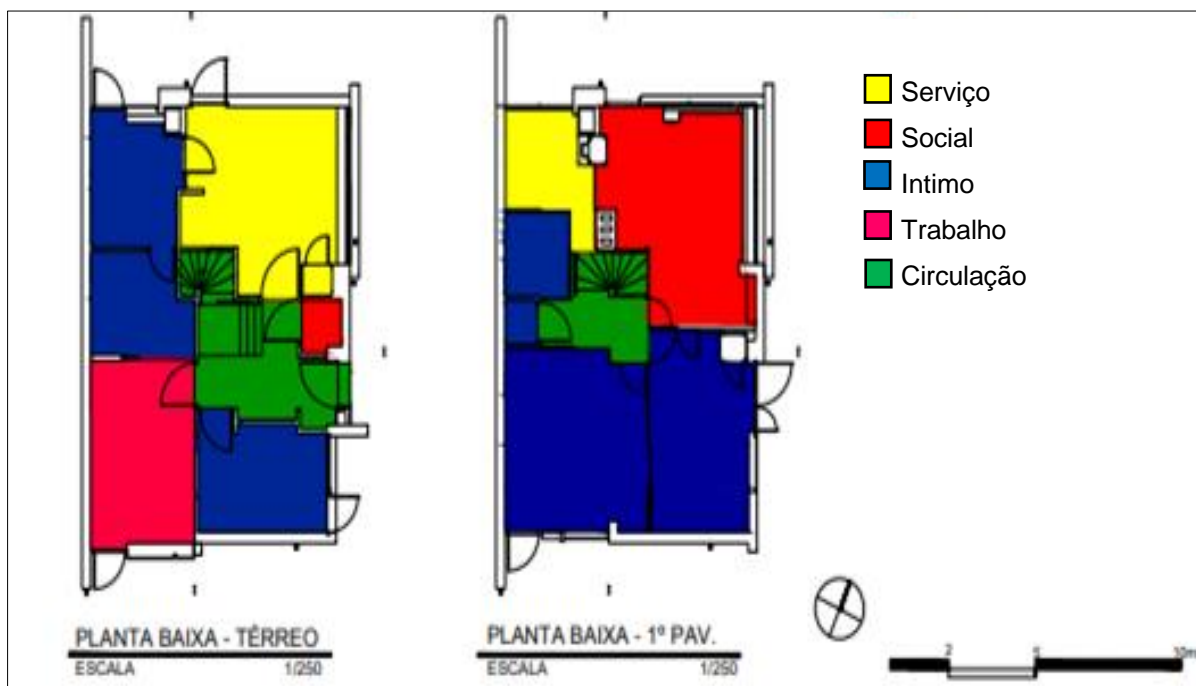 Serviço
Social
Intimo
Trabalho
Circulação
PLANTA BAIXA - TÉRREO
ESCALA 1/250
PLANTA BAIXA - 1º PAV.
ESCALA 1/250
2 5 10m